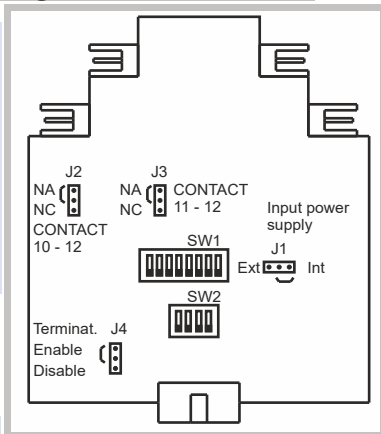 J2
NA
NC
CONTACT
10 - 12
J3
NA
NC
CONTACT
11 - 12
Input power
supply
J1
Ext
Int
SW1
SW2
Terminat. J4
Enable
Disable